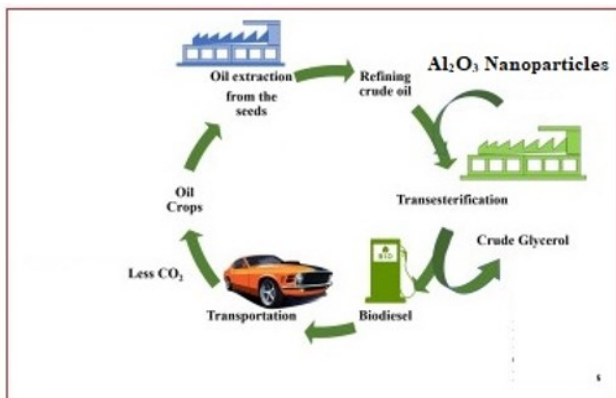 Oil extraction
from the
seeds
Refining
crude oil
Al₂O₃ Nanoparticles
Transesterification
Crude Glycerol
BIO
Biodiesel
Transportation
Less CO₂
Oil
Crops
6